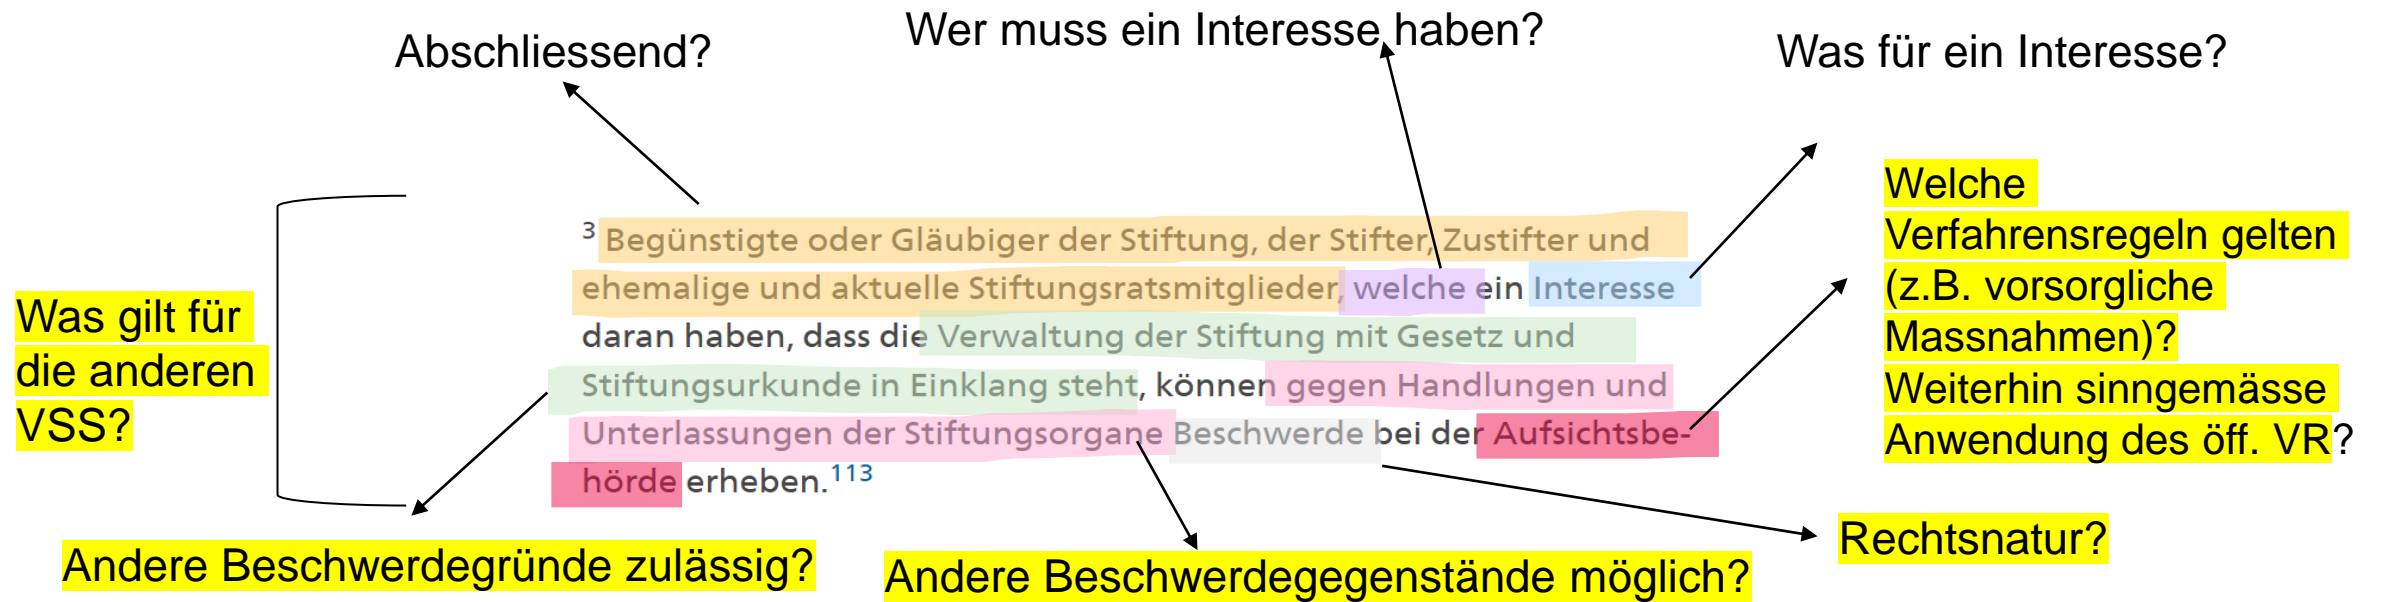 Abschliessend?
Wer muss ein Interesse haben?
Was für ein Interesse?
Was gilt für
die anderen
VSS?
3 Begünstigte oder Gläubiger der Stiftung, der Stifter, Zustifter und
ehemalige und aktuelle Stiftungsratsmitglieder, welche ein Interesse
daran haben, dass die Verwaltung der Stiftung mit Gesetz und
Stiftungsurkunde in Einklang steht, können gegen Handlungen und
Unterlassungen der Stiftungsorgane Beschwerde bei der Aufsichtsbe-
hörde erheben.113
Welche
Verfahrensregeln gelten
(z.B. vorsorgliche
Massnahmen)?
Weiterhin sinngemässe
Anwendung des öff. VR?
Andere Beschwerdegründe zulässig?
Andere Beschwerdegegenstände möglich?
Rechtsnatur?